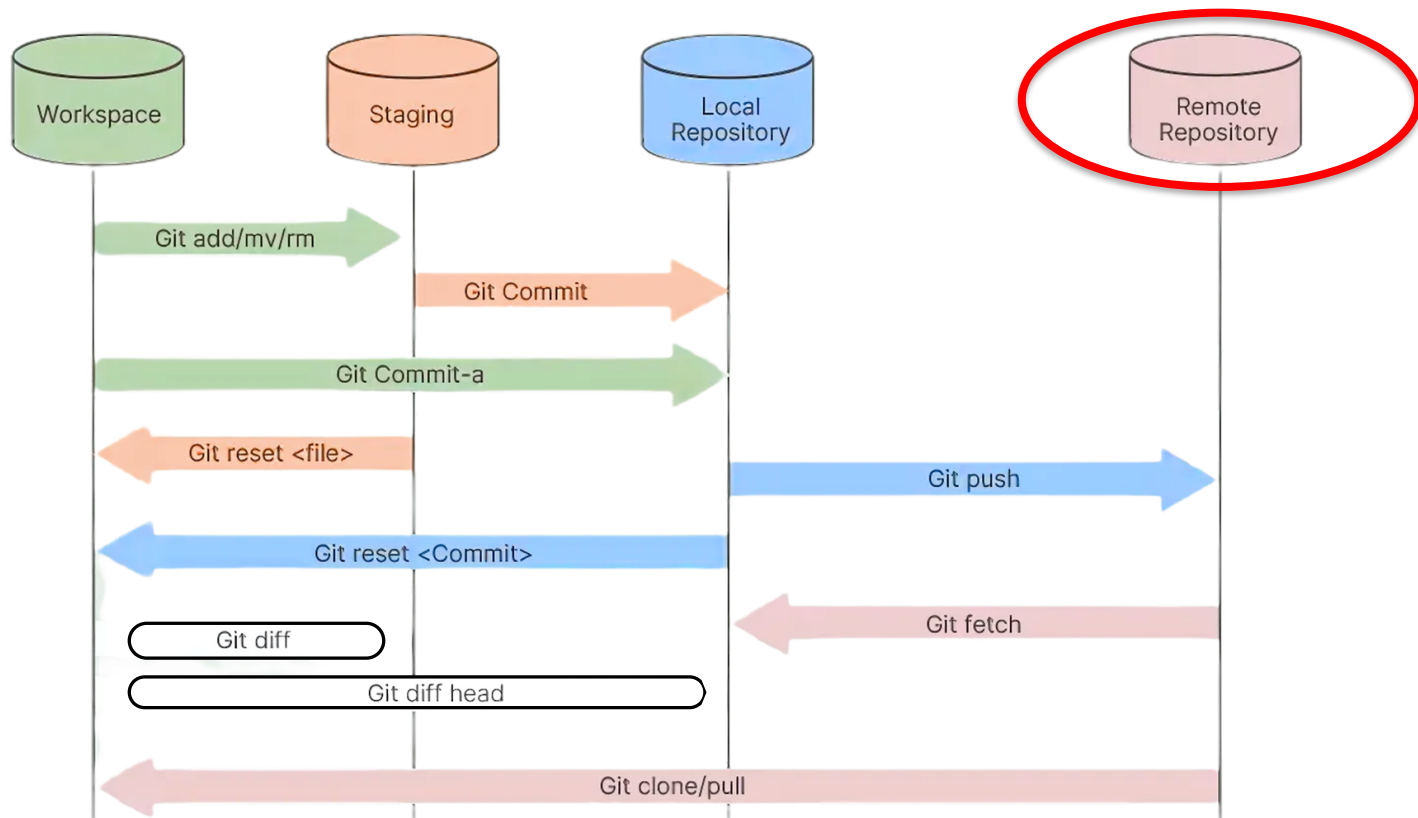 Workspace
Staging
Local
Repository
Remote
Repository
Git add/mv/rm
Git Commit
Git Commit-a
Git reset <file>
Git push
Git reset <Commit>
Git fetch
Git diff
Git diff head
Git clone/pull